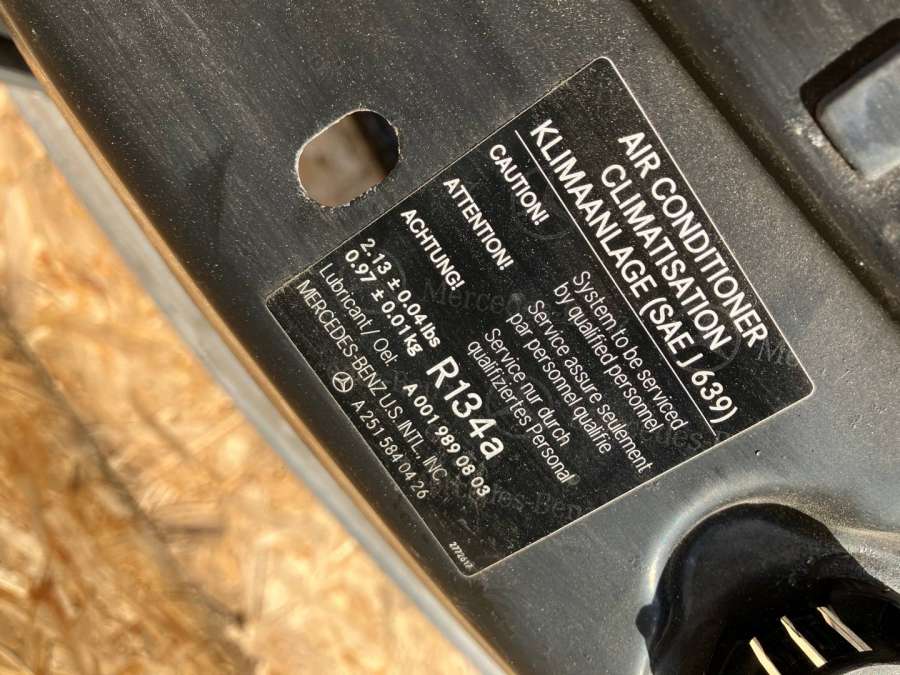 AIR CONDITIONER
CLIMATISATION
KLIMAANLAGE (SAE J 639)
CAUTION!
System to be serviced
by qualified personnel
ATTENTION!
Service assure seulement
par personnel qualifie
ACHTUNG!
Service nur durch
qualifiziertes Personal
2.13 ± 0.04 lbs
0.97 ± 0.01 kg
R134a
Lubricant/ Oel: A 001 989 08 03
MERCEDES-BENZ U.S. INTL., INC.
A 251 584 04 26